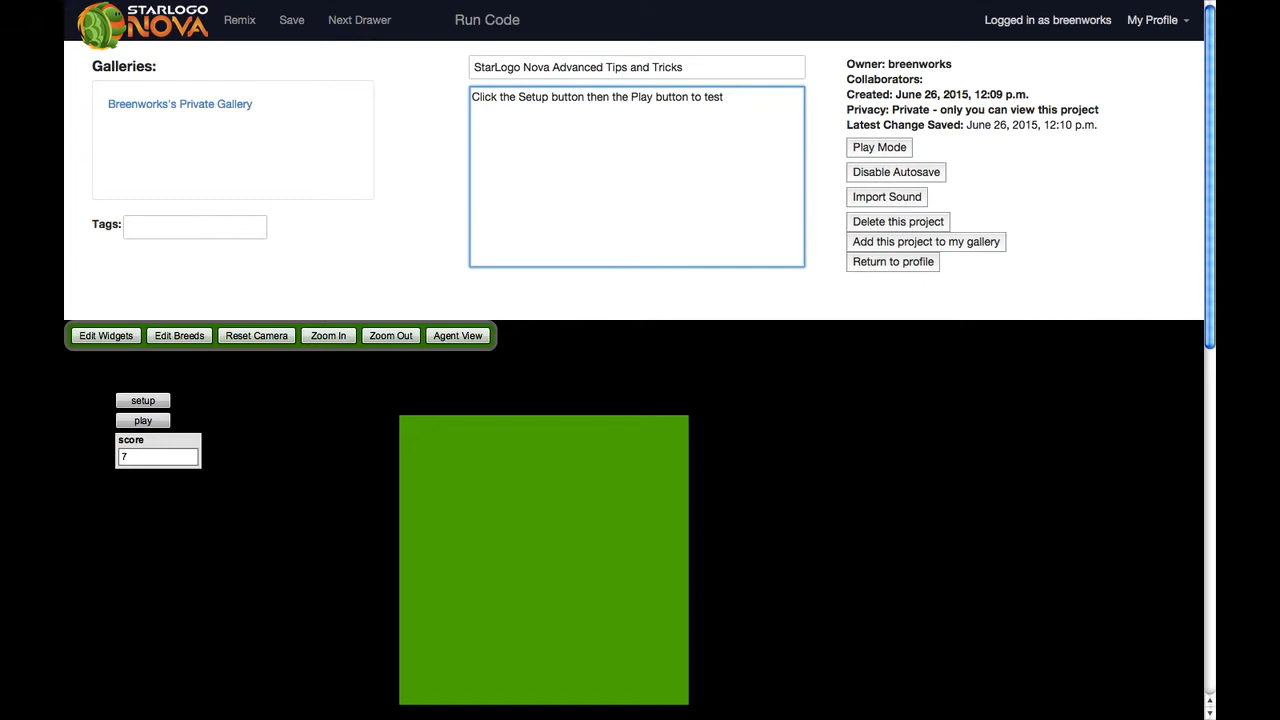 STARLOGO
NOVA
Remix
Save
Next Drawer
Run Code
Logged in as breenworks
My Profile
Galleries:
Breenworks's Private Gallery
Tags:
StarLogo Nova Advanced Tips and Tricks
Click the Setup button then the Play button to test
Owner: breenworks
Collaborators:
Created: June 26, 2015, 12:09 p.m.
Privacy: Private - only you can view this project
Latest Change Saved: June 26, 2015, 12:10 p.m.
Play Mode
Disable Autosave
Import Sound
Delete this project
Add this project to my gallery
Return to profile
Edit Widgets
Edit Breeds
Reset Camera
Zoom In
Zoom Out
Agent View
setup
play
score
7